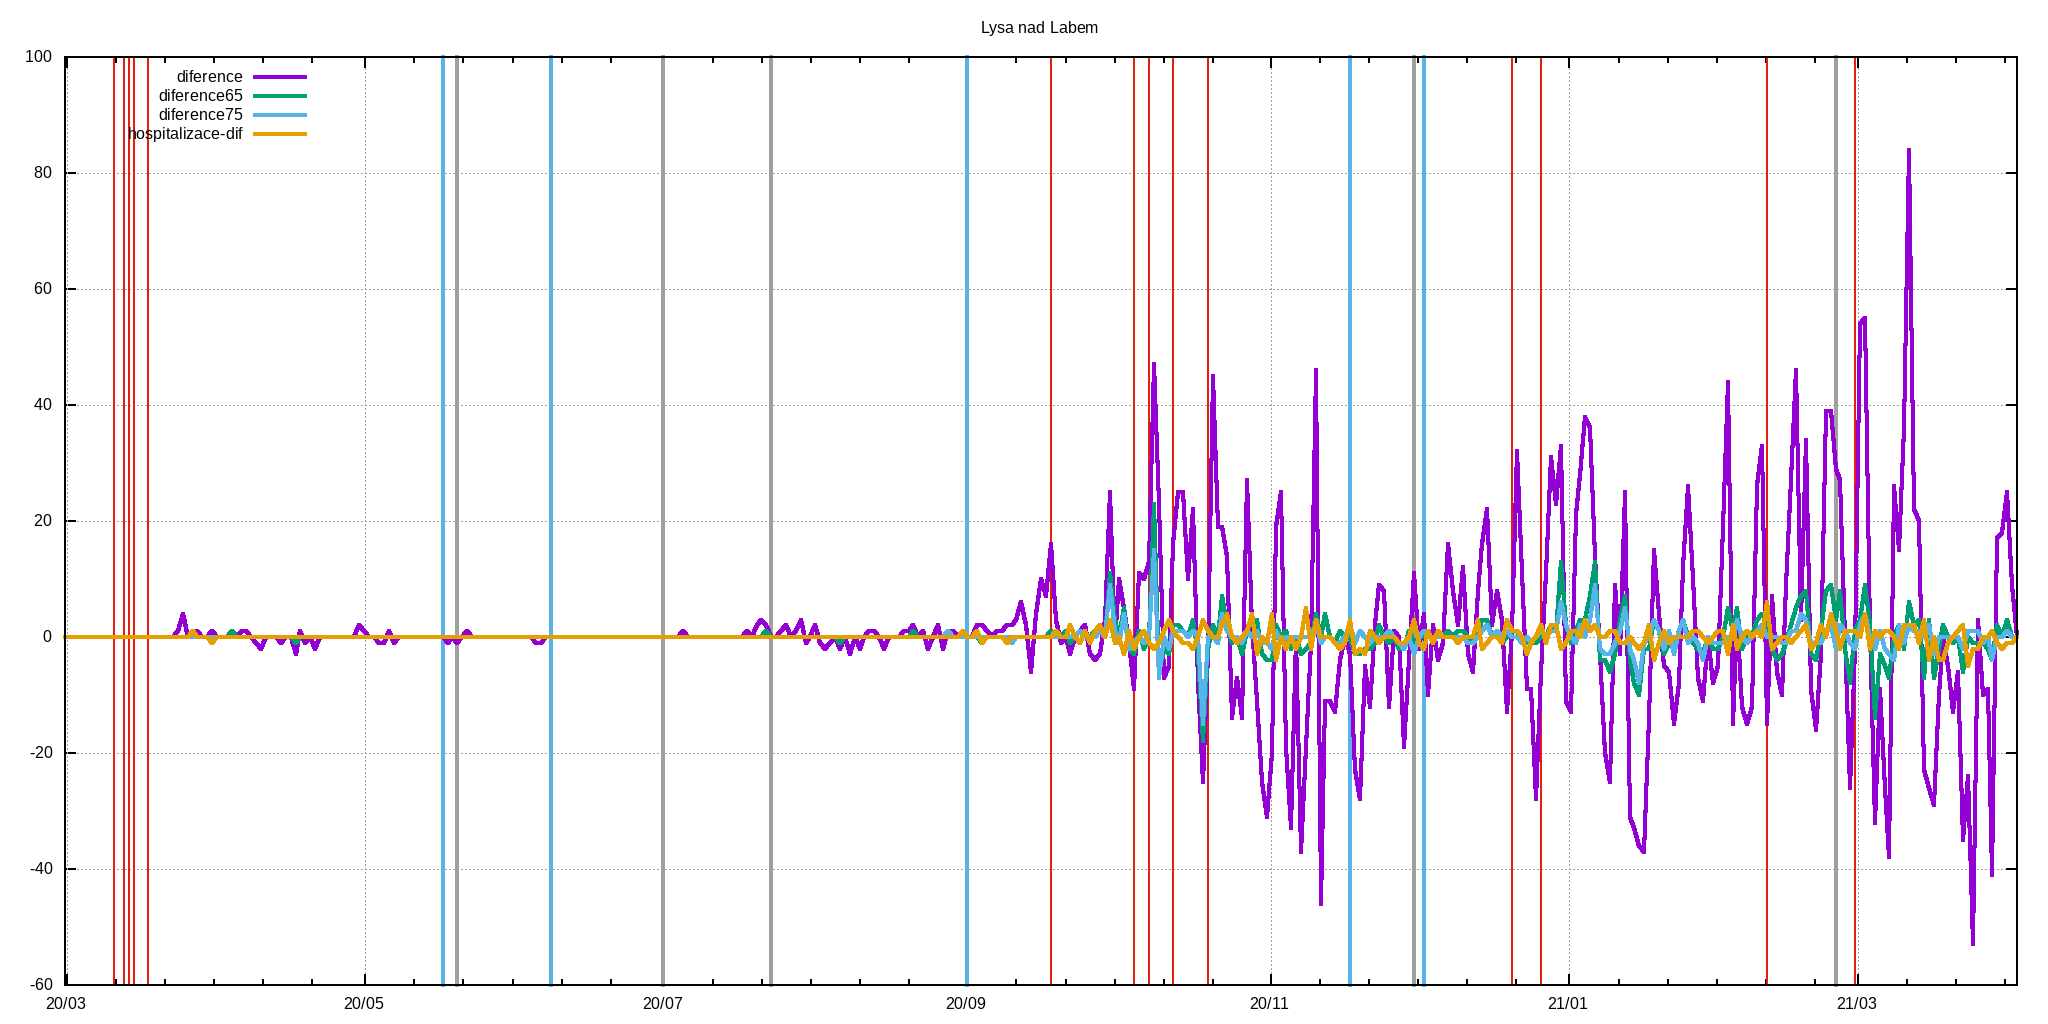 Lysa nad Labem
100
80
60
40
20
0
-20
-40
-60
diference
diference65
diference75
hospitalizace-dif
20/03 20/05 20/07 20/09 20/11 21/01 21/03